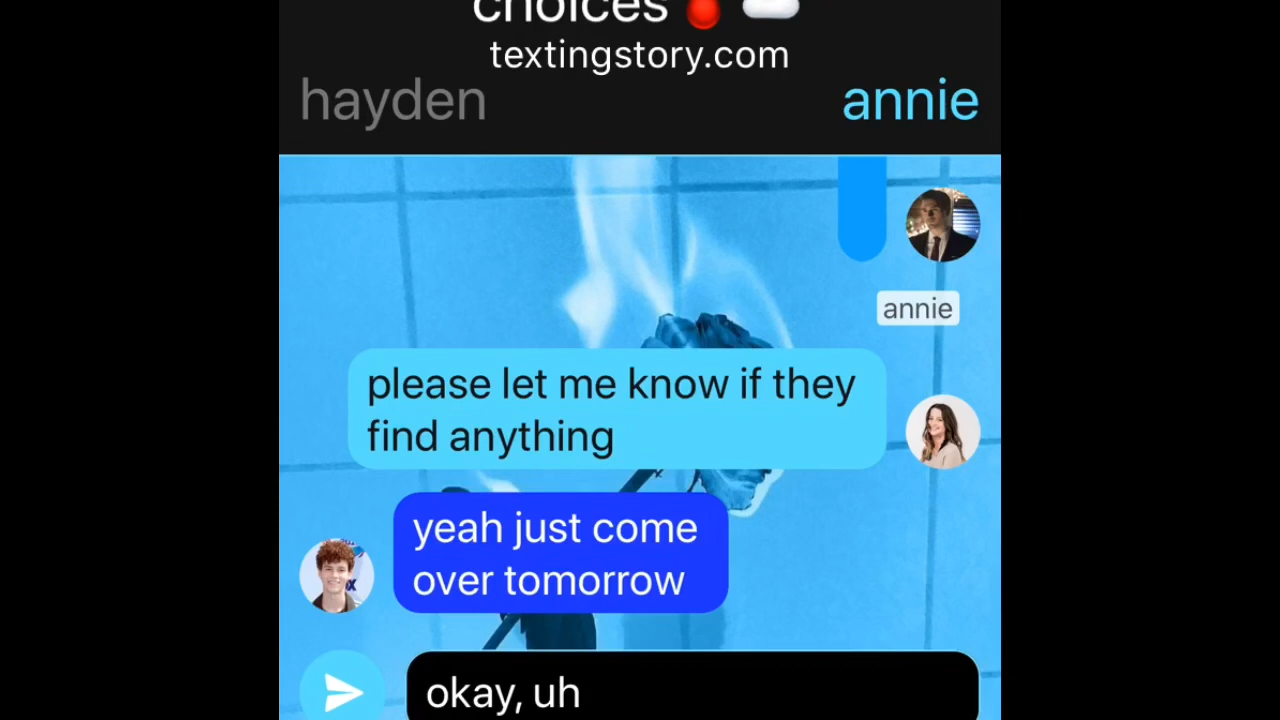 choices
textingstory.com
hayden
annie
annie
please let me know if they
find anything
yeah just come
over tomorrow
okay, uh